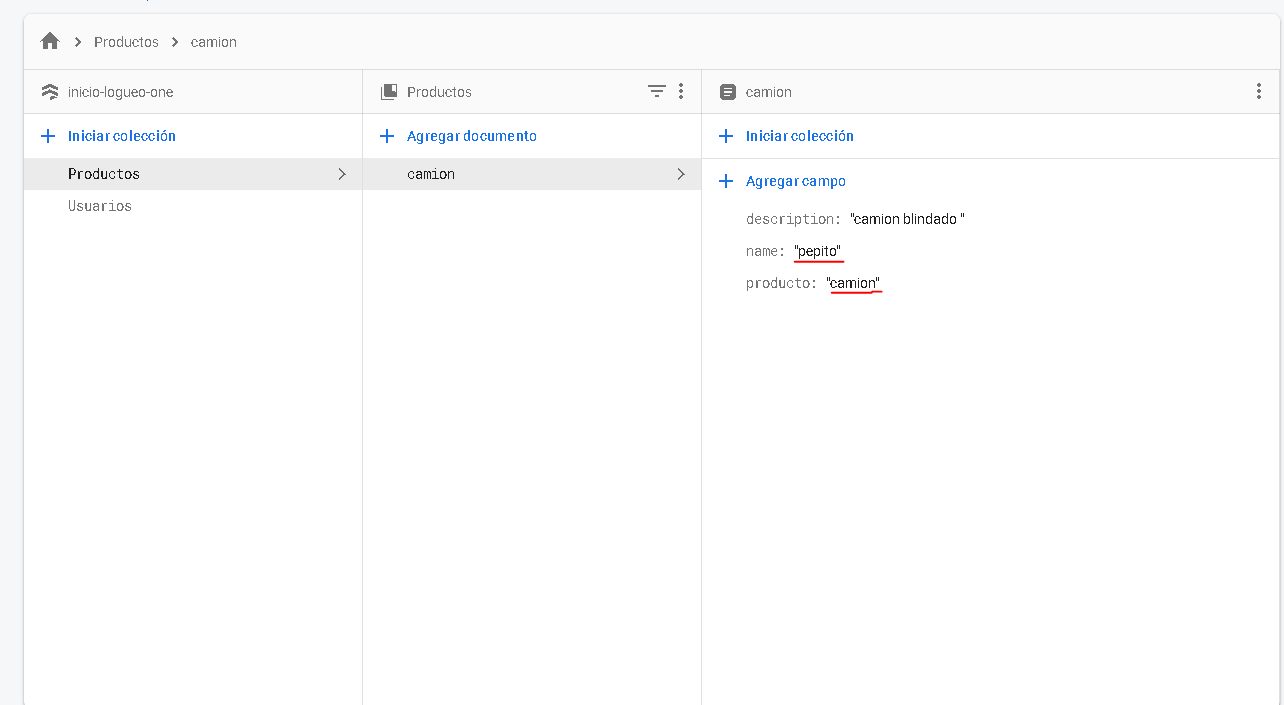 Productos camion
inicio-logueo-one Productos camion
Iniciar colección Agregar documento Iniciar colección
Productos camion Agregar campo
Usuarios
description: "camion blindado "
name: "pepito"
producto: "camion"